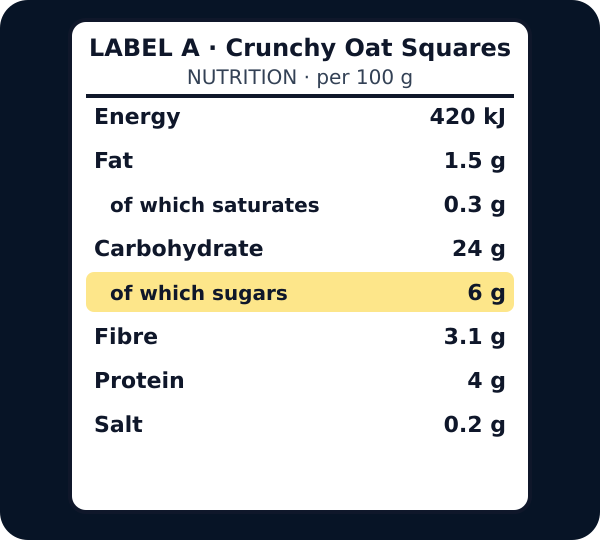 LABEL A · Crunchy Oat Squares
NUTRITION · per 100 g
Energy 420 kJ
Fat 1.5 g
of which saturates 0.3 g
Carbohydrate 24 g
of which sugars 6 g
Fibre 3.1 g
Protein 4 g
Salt 0.2 g